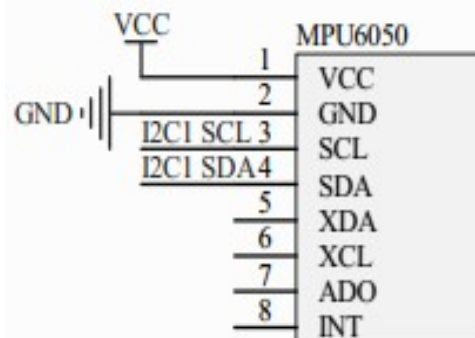 VCC
MPU6050
1 VCC
GND 2 GND
I2C1 SCL 3 SCL
I2C1 SDA 4 SDA
5 XDA
6 XCL
7 ADO
8 INT